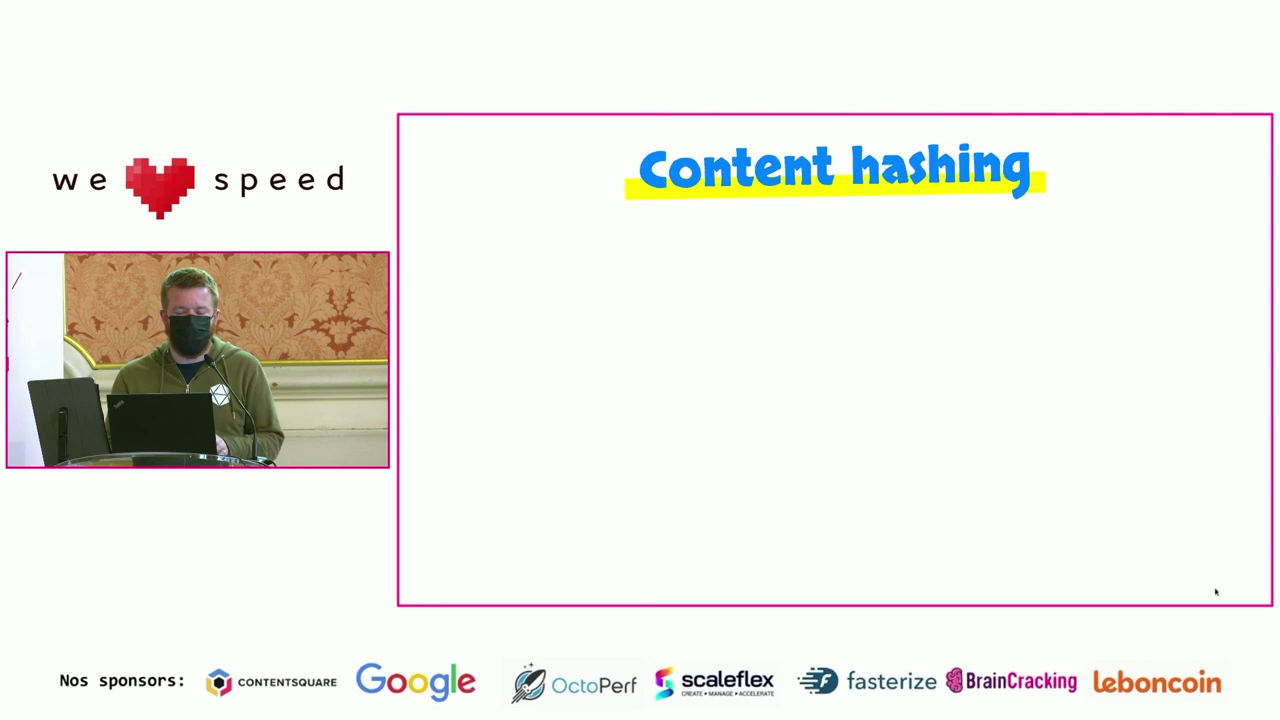 we speed
Content hashing
Nos sponsors: CONTENTSQUARE Google OctoPerf scaleflex fasterize BrainCracking leboncoin
CREATE • MANAGE • ACCELERATE